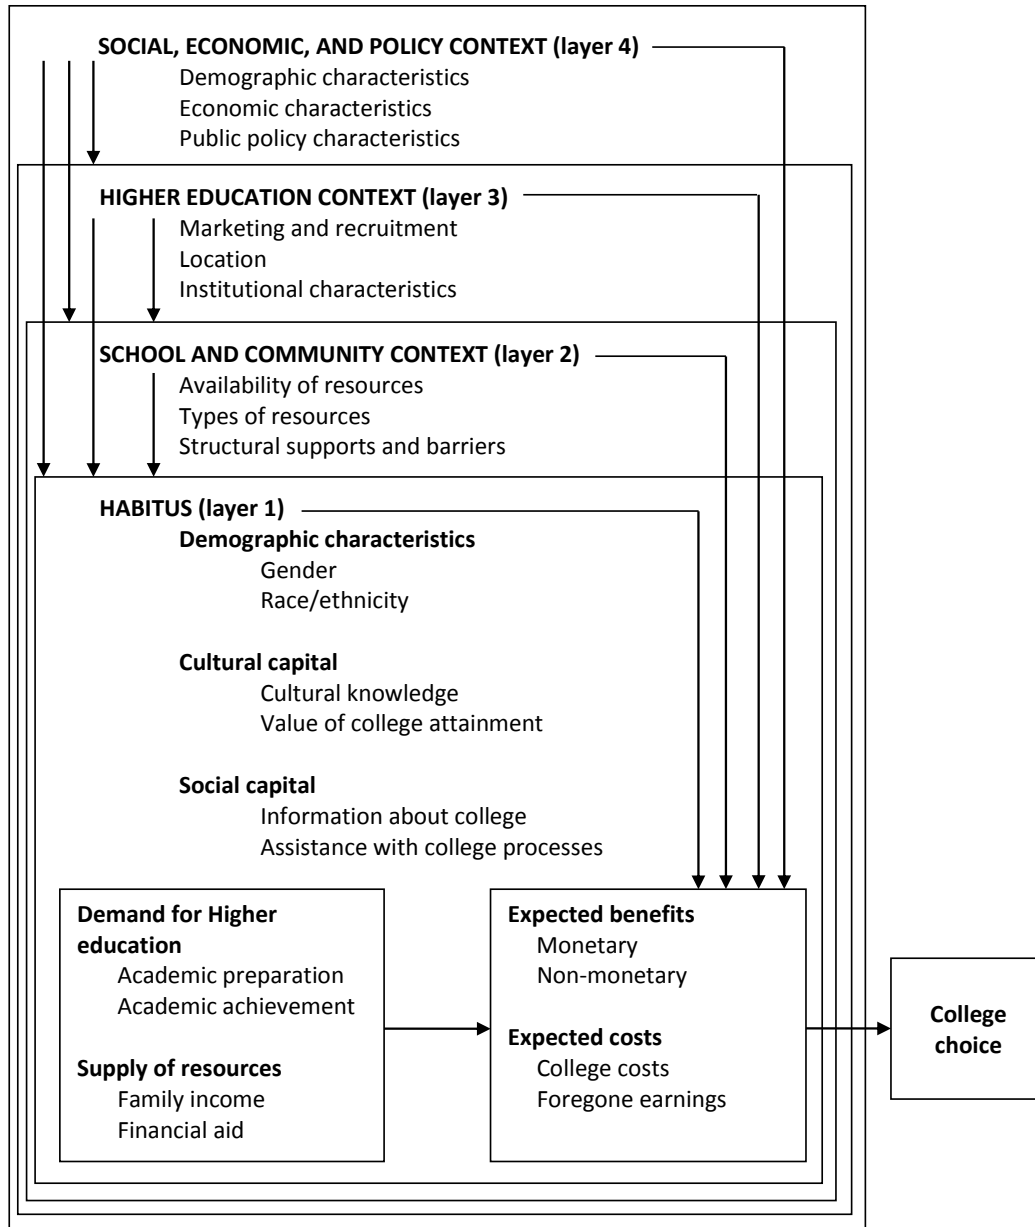 SOCIAL, ECONOMIC, AND POLICY CONTEXT (layer 4)
Demographic characteristics
Economic characteristics
Public policy characteristics
HIGHER EDUCATION CONTEXT (layer 3)
Marketing and recruitment
Location
Institutional characteristics
SCHOOL AND COMMUNITY CONTEXT (layer 2)
Availability of resources
Types of resources
Structural supports and barriers
HABITUS (layer 1)
Demographic characteristics
Gender
Race/ethnicity
Cultural capital
Cultural knowledge
Value of college attainment
Social capital
Information about college
Assistance with college processes
Demand for Higher
education
Academic preparation
Academic achievement
Supply of resources
Family income
Financial aid
Expected benefits
Monetary
Non-monetary
Expected costs
College costs
Foregone earnings
College
choice